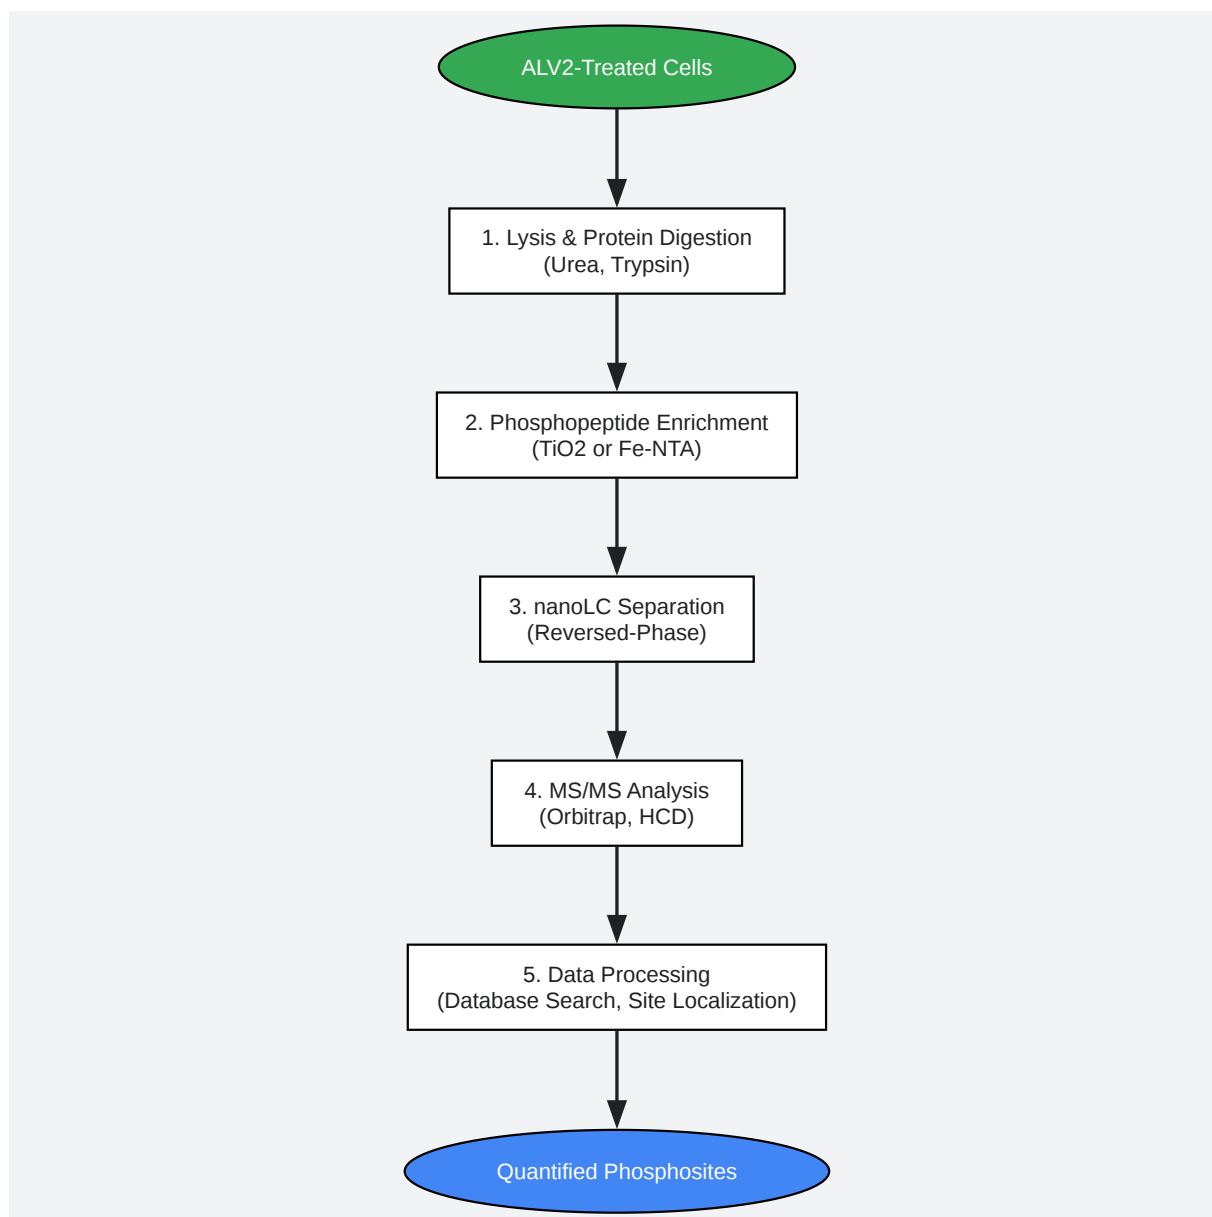 ALV2-Treated Cells
1. Lysis & Protein Digestion
(Urea, Trypsin)
2. Phosphopeptide Enrichment
(TiO2 or Fe-NTA)
3. nanoLC Separation
(Reversed-Phase)
4. MS/MS Analysis
(Orbitrap, HCD)
5. Data Processing
(Database Search, Site Localization)
Quantified Phosphosites